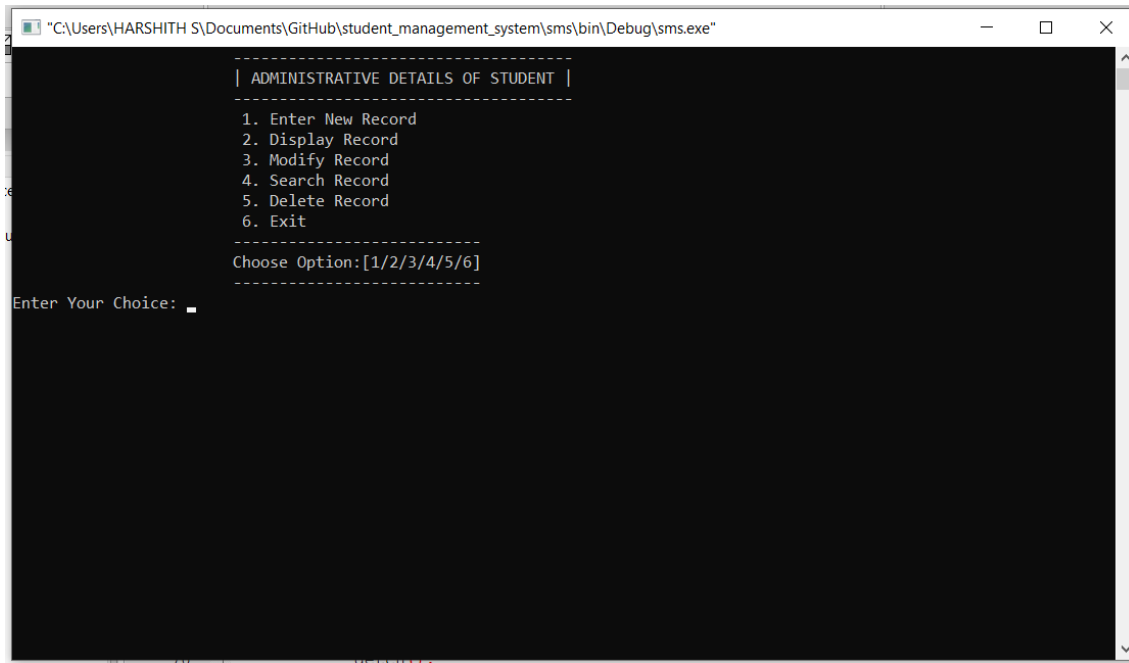 "C:\Users\HARSHITH S\Documents\GitHub\student_management_system\sms\bin\Debug\sms.exe"
-------------------------------------
| ADMINISTRATIVE DETAILS OF STUDENT |
-------------------------------------
1. Enter New Record
2. Display Record
3. Modify Record
4. Search Record
5. Delete Record
6. Exit
---------------------------
Choose Option:[1/2/3/4/5/6]
---------------------------
Enter Your Choice: